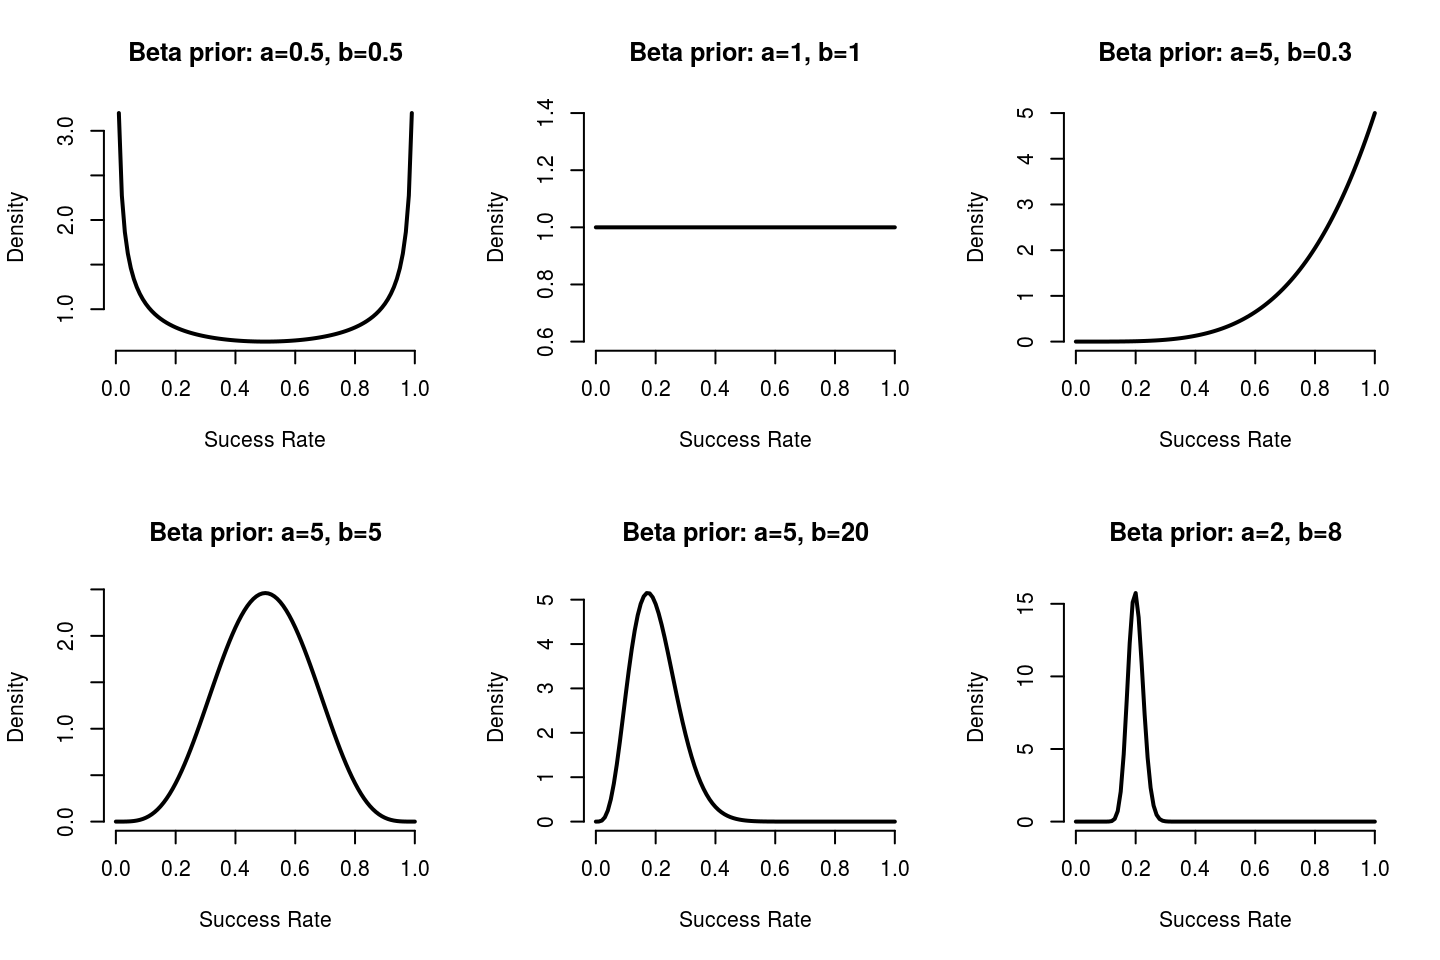 Beta prior: a=0.5, b=0.5
Density
3.0
2.0
1.0
0.0 0.2 0.4 0.6 0.8 1.0
Sucess Rate
Beta prior: a=1, b=1
Density
1.4
1.2
1.0
0.8
0.6
0.0 0.2 0.4 0.6 0.8 1.0
Success Rate
Beta prior: a=5, b=0.3
Density
5
4
3
2
1
0
0.0 0.2 0.4 0.6 0.8 1.0
Success Rate
Beta prior: a=5, b=5
Density
2.0
1.0
0.0
0.0 0.2 0.4 0.6 0.8 1.0
Success Rate
Beta prior: a=5, b=20
Density
5
4
3
2
1
0
0.0 0.2 0.4 0.6 0.8 1.0
Success Rate
Beta prior: a=2, b=8
Density
15
10
5
0
0.0 0.2 0.4 0.6 0.8 1.0
Success Rate